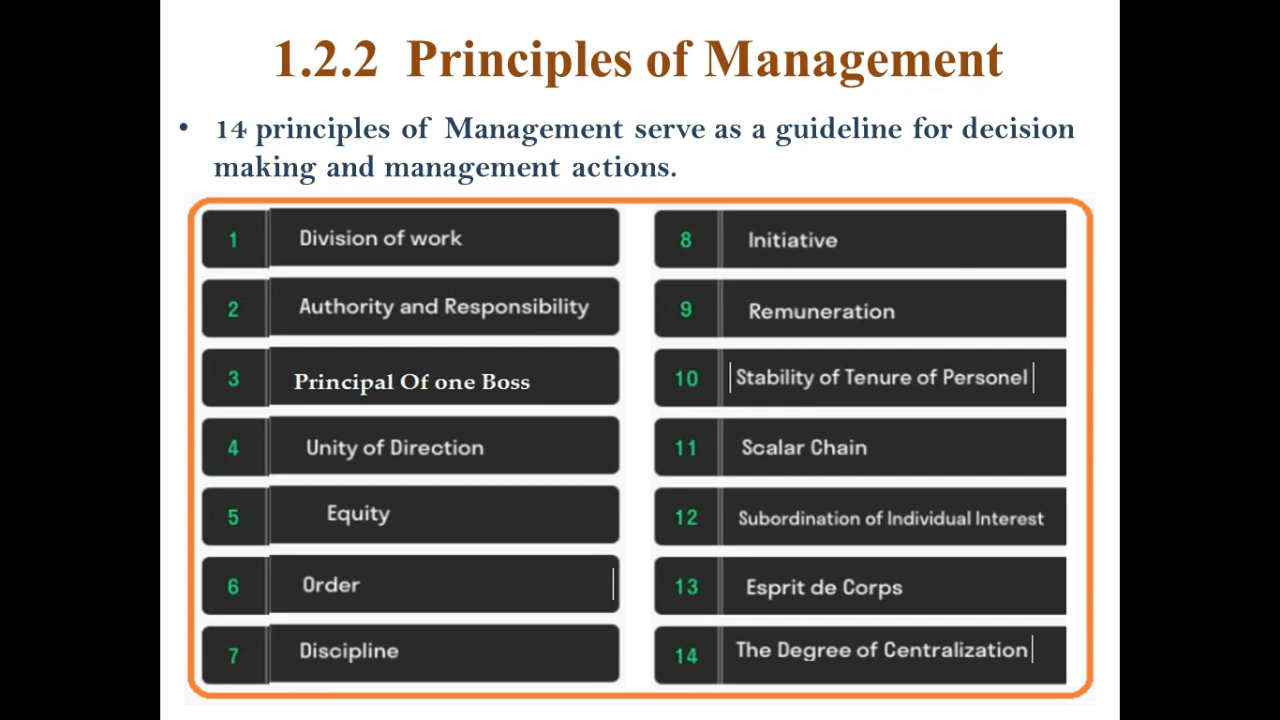 1.2.2 Principles of Management
• 14 principles of Management serve as a guideline for decision
making and management actions.
1 Division of work
2 Authority and Responsibility
3 Principal Of one Boss
4 Unity of Direction
5 Equity
6 Order
7 Discipline
8 Initiative
9 Remuneration
10 Stability of Tenure of Personel
11 Scalar Chain
12 Subordination of Individual Interest
13 Esprit de Corps
14 The Degree of Centralization